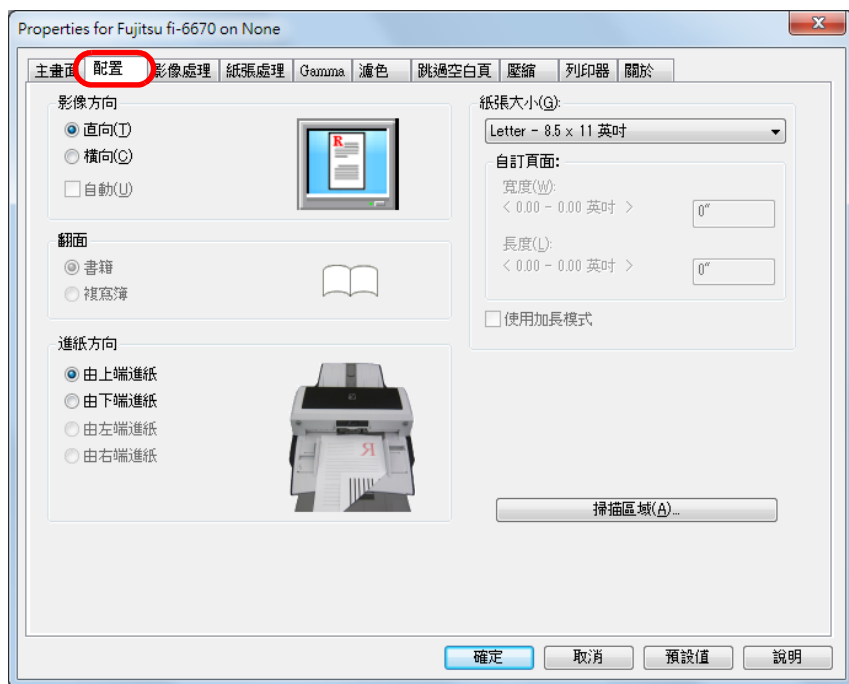 Properties for Fujitsu fi-6670 on None
主畫面 配置 影像處理 紙張處理 Gamma 濾色 跳過空白頁 壓縮 列印器 關於
影像方向
直向(T)
橫向(C)
自動(U)
R
翻面
書籍
複寫簿
進紙方向
由上端進紙
由下端進紙
由左端進紙
由右端進紙
R
紙張大小(G):
Letter - 8.5 x 11 英吋
自訂頁面:
寬度(W):
< 0.00 - 0.00 英吋 > 0"
長度(L):
< 0.00 - 0.00 英吋 > 0"
使用加長模式
掃描區域(A)...
確定 取消 預設值 說明